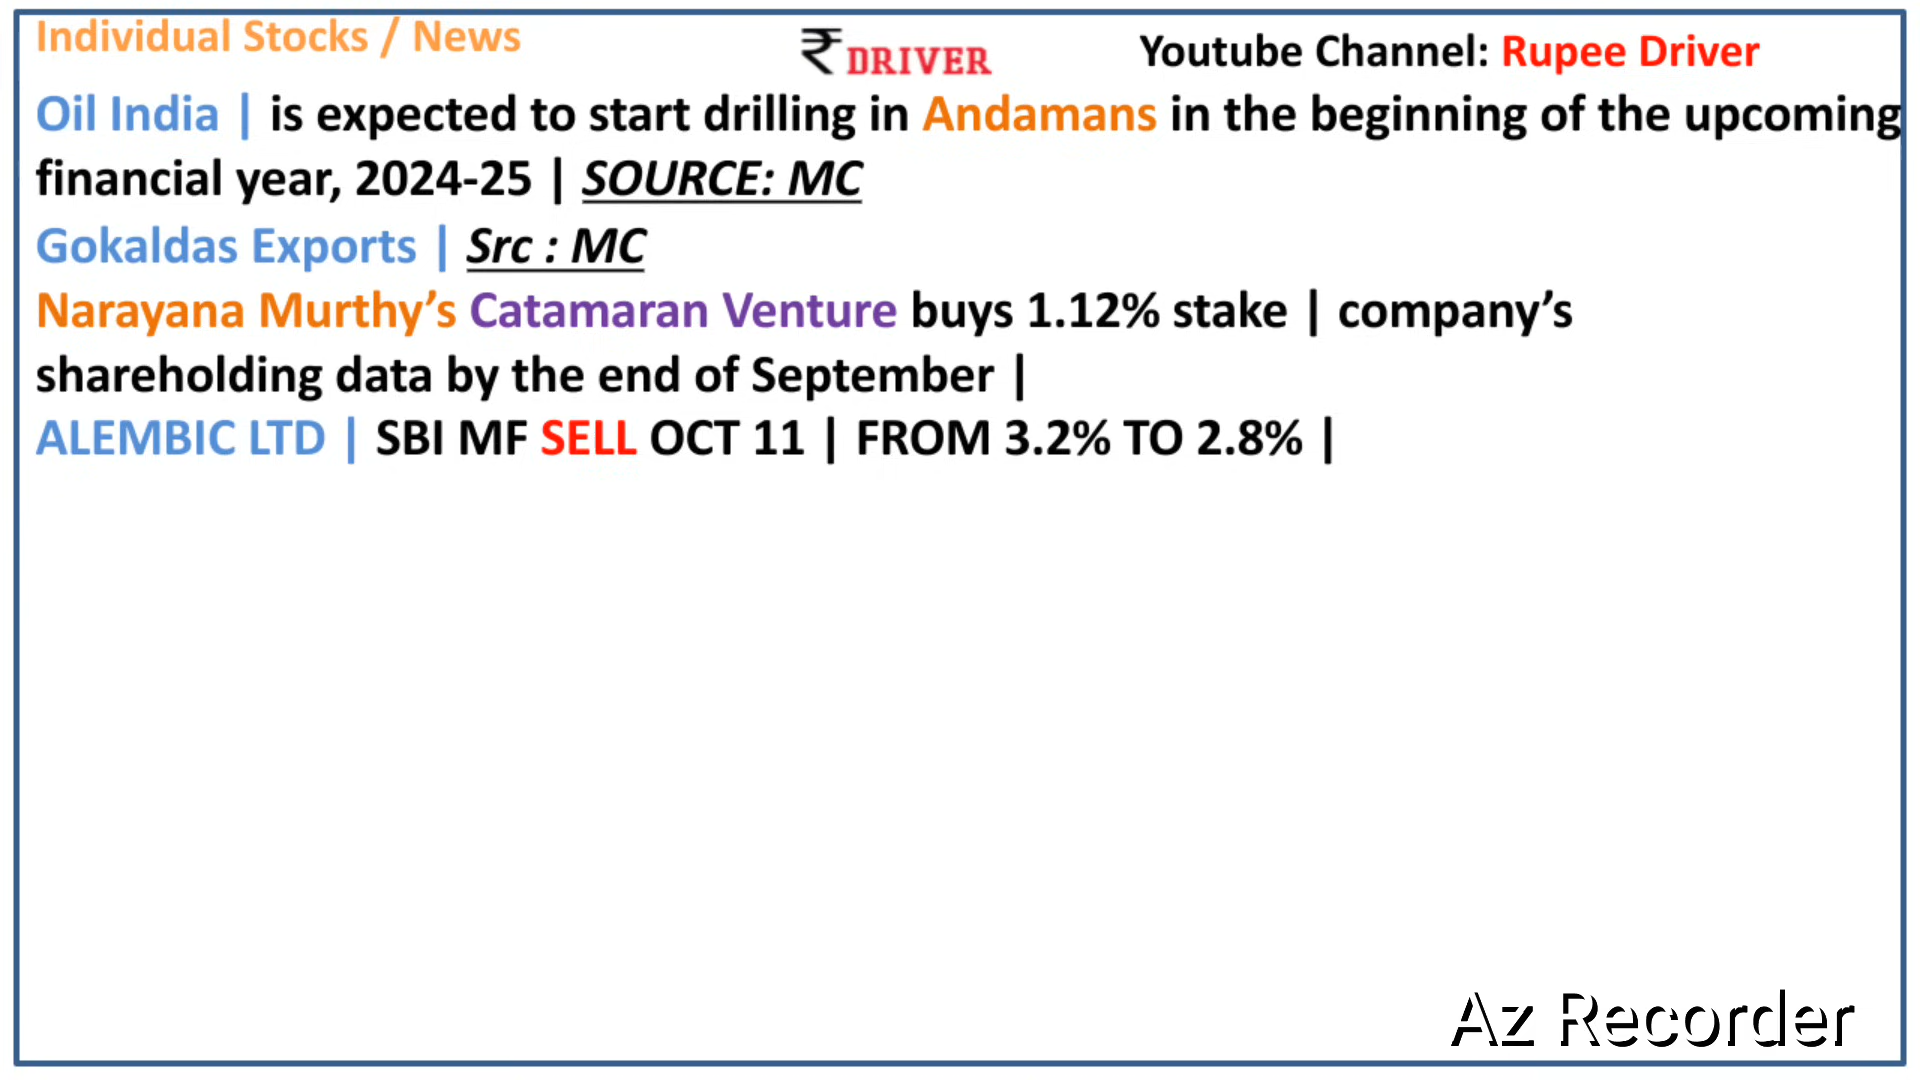 Individual Stocks / News
₹ DRIVER
Youtube Channel: Rupee Driver
Oil India | is expected to start drilling in Andamans in the beginning of the upcoming
financial year, 2024-25 | SOURCE: MC
Gokaldas Exports | Src : MC
Narayana Murthy’s Catamaran Venture buys 1.12% stake | company’s
shareholding data by the end of September |
ALEMBIC LTD | SBI MF SELL OCT 11 | FROM 3.2% TO 2.8% |
Az Recorder